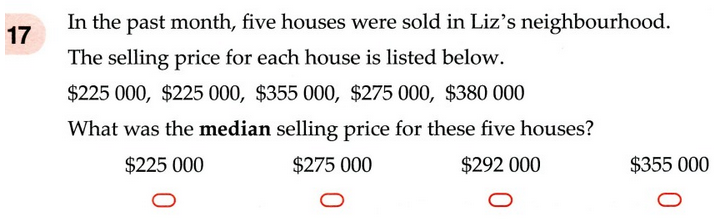 17
In the past month, five houses were sold in Liz's neighbourhood.
The selling price for each house is listed below.
$225 000, $225 000, $355 000, $275 000, $380 000
What was the median selling price for these five houses?
$225 000 $275 000 $292 000 $355 000